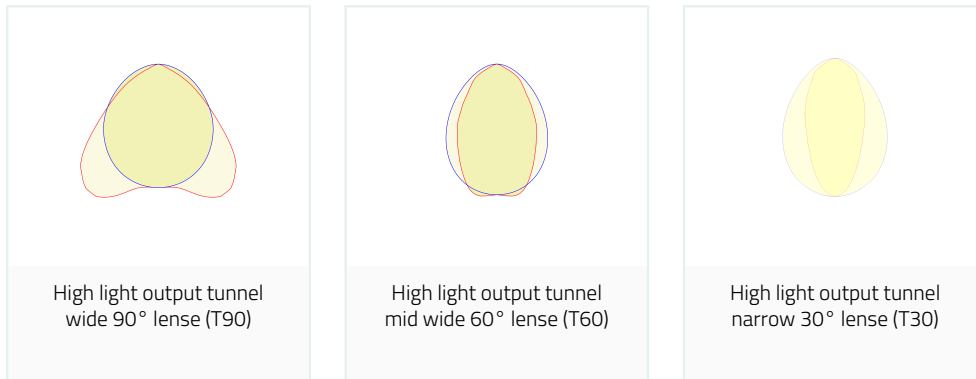 High light output tunnel
wide 90° lense (T90)
High light output tunnel
mid wide 60° lense (T60)
High light output tunnel
narrow 30° lense (T30)